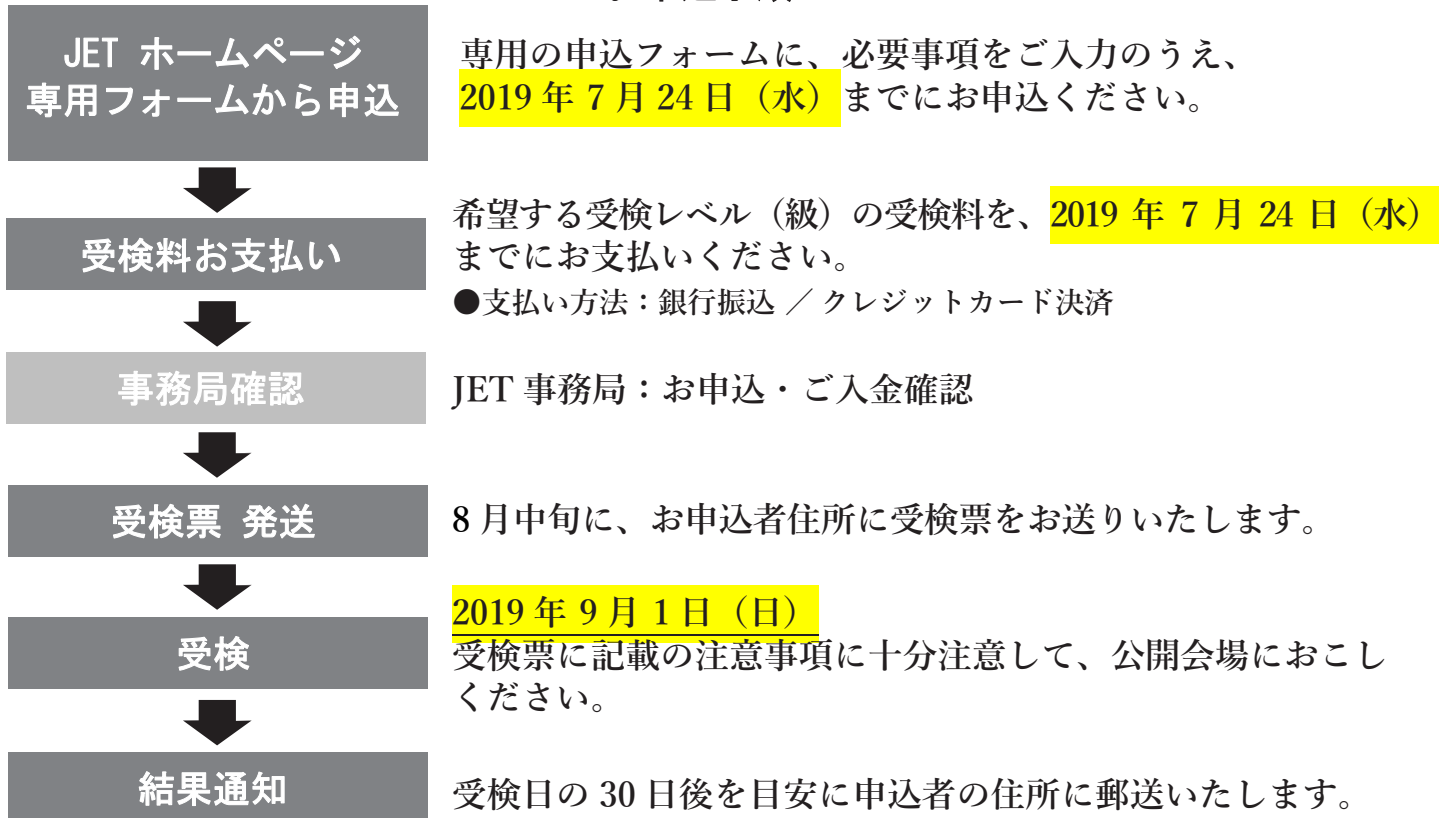 JET ホームページ
専用フォームから申込
専用の申込フォームに、必要事項をご入力のうえ、
2019 年 7 月 24 日（水）までにお申込ください。
受検料お支払い
希望する受検レベル（級）の受検料を、2019 年 7 月 24 日（水）
までにお支払いください。
●支払い方法：銀行振込 ／ クレジットカード決済
事務局確認
JET 事務局：お申込・ご入金確認
受検票 発送
8 月中旬に、お申込者住所に受検票をお送りいたします。
受検
2019 年 9 月 1 日（日）
受検票に記載の注意事項に十分注意して、公開会場におこし
ください。
結果通知
受検日の 30 日後を目安に申込者の住所に郵送いたします。